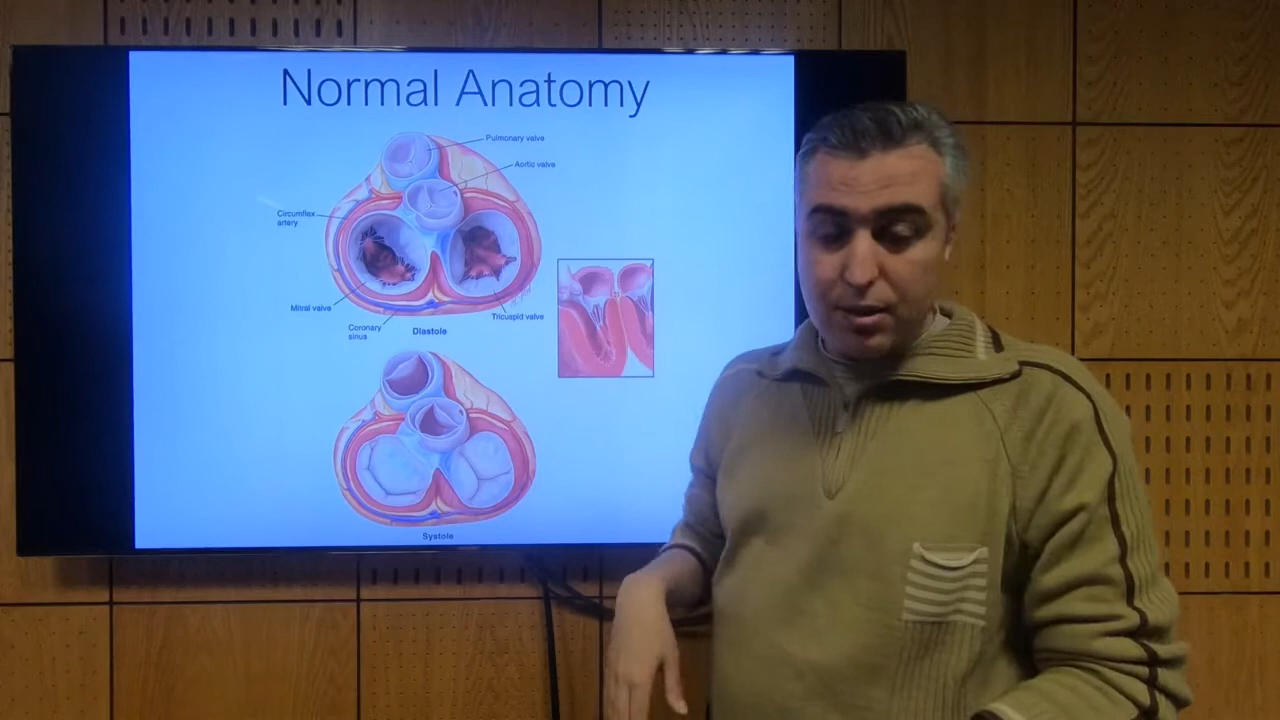 Normal Anatomy
Pulmonary valve
Aortic valve
Circumflex
artery
Mitral valve
Coronary
sinus
Diastole
Tricuspid valve
Systole